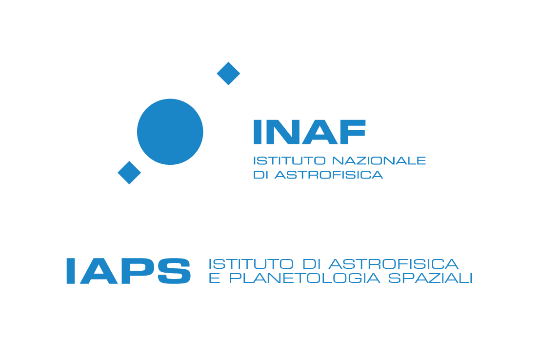 INAF
ISTITUTO NAZIONALE
DI ASTROFISICA
IAPS
ISTITUTO DI ASTROFISICA
E PLANETOLOGIA SPAZIALI